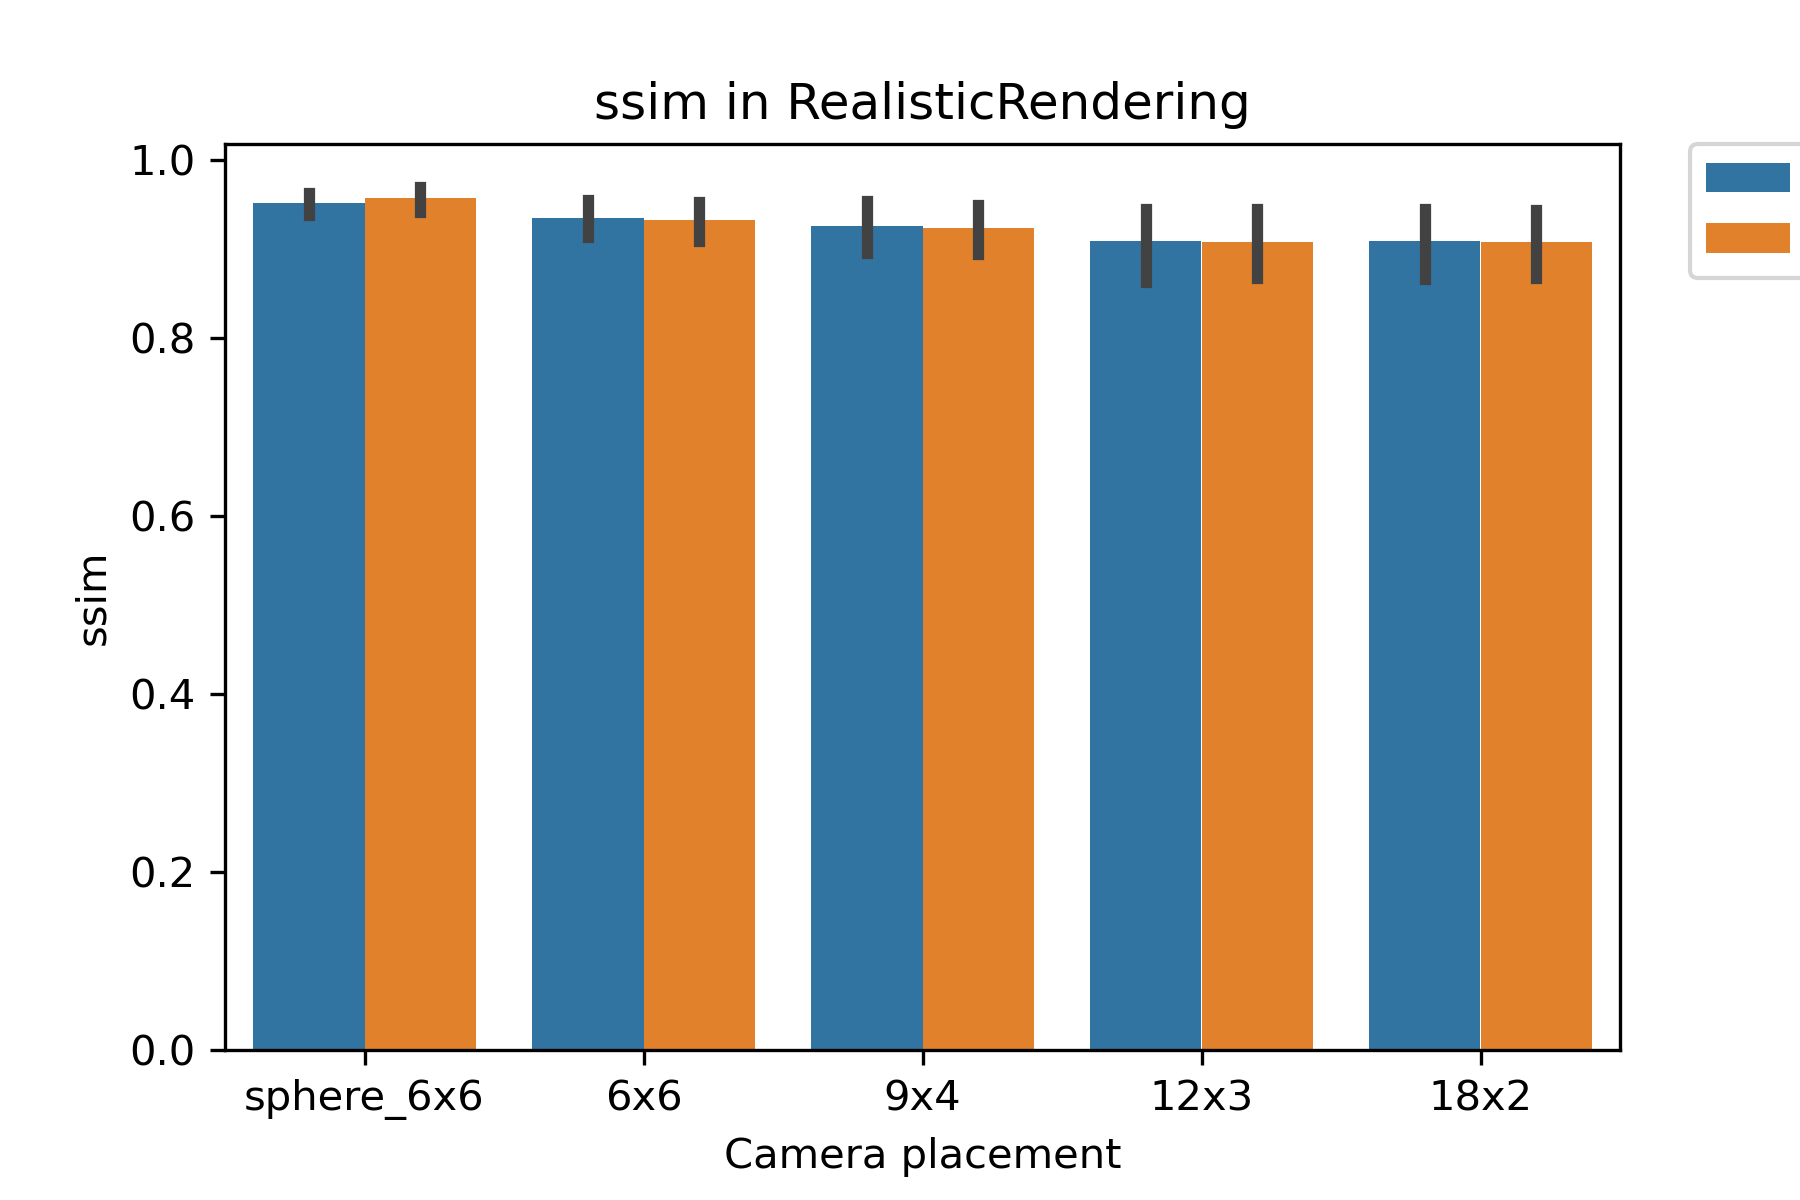 ssim in RealisticRendering
1.0
0.8
0.6
0.4
0.2
0.0
ssim
sphere_6x6
6x6
9x4
12x3
18x2
Camera placement